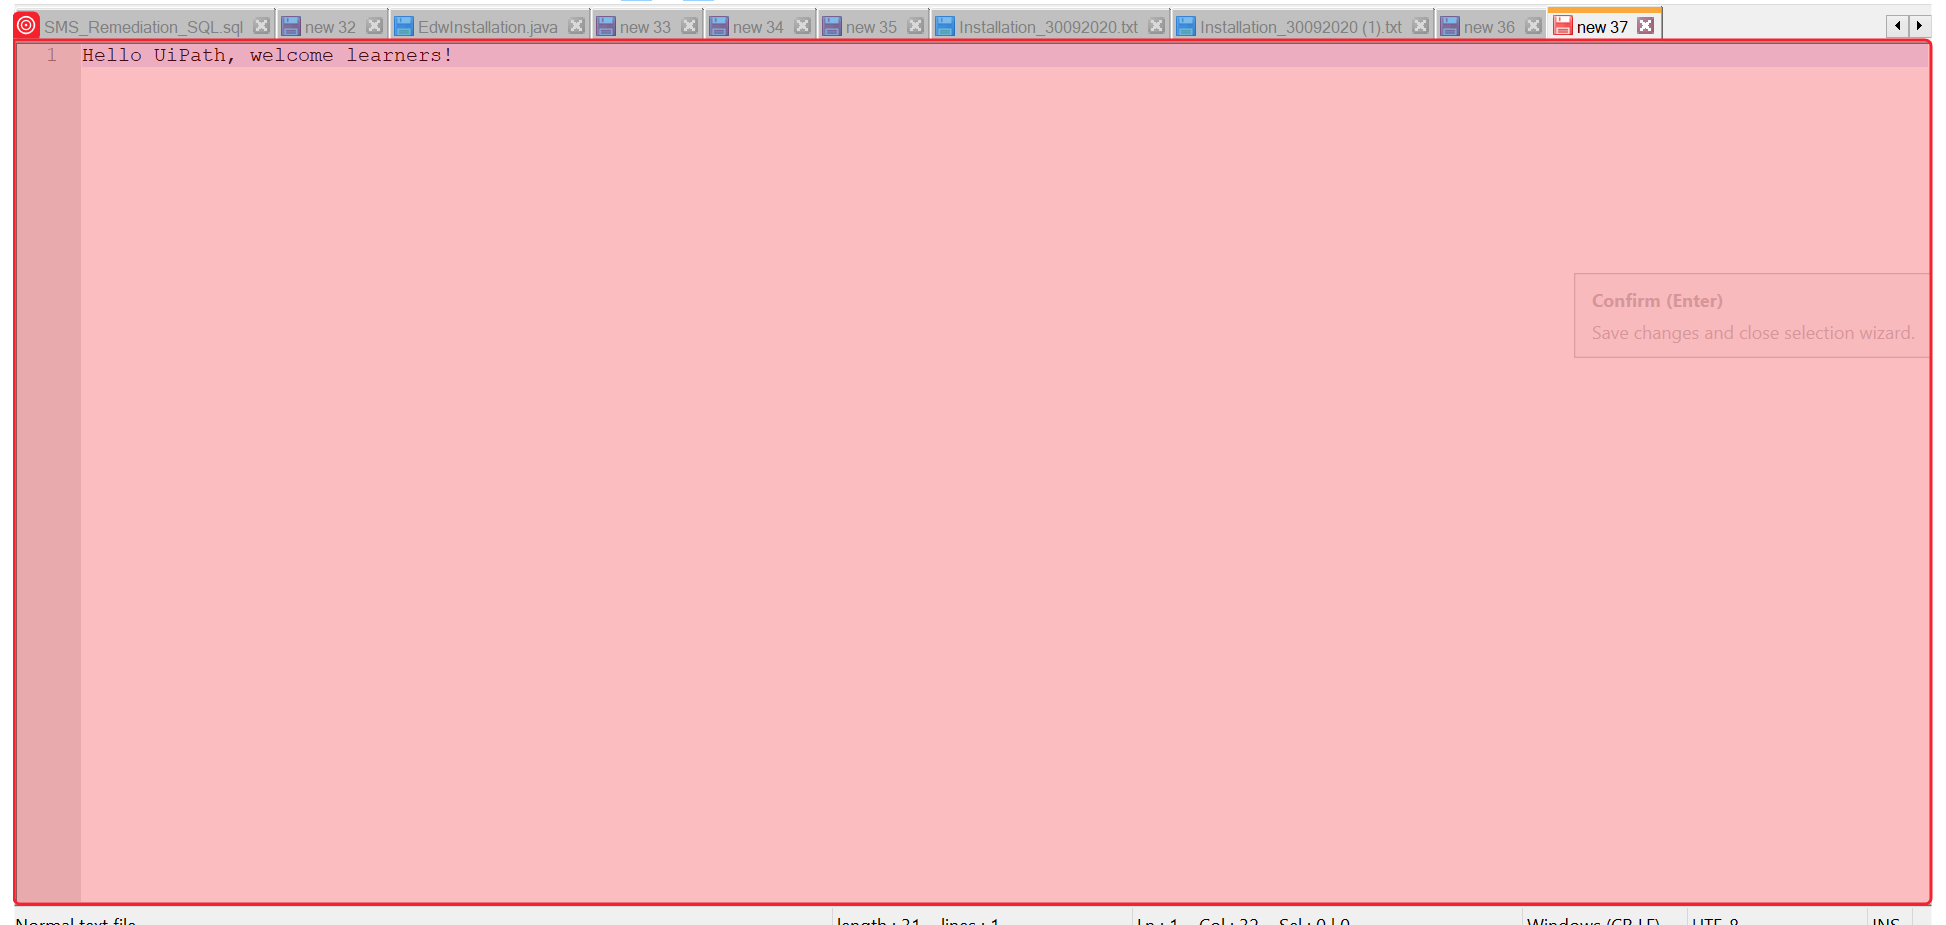 SMS_Remediation_SQL.sql new 32 EdwInstallation.java new 33 new 34 new 35 Installation_30092020.txt Installation_30092020 (1).txt new 36 new 37
1 Hello UiPath, welcome learners!
Confirm (Enter)
Save changes and close selection wizard.
Normal text file length : 31 lines : 1 Ln : 1 Col : 32 Sel : 0 | 0 Windows (CR LF) UTF-8 INS